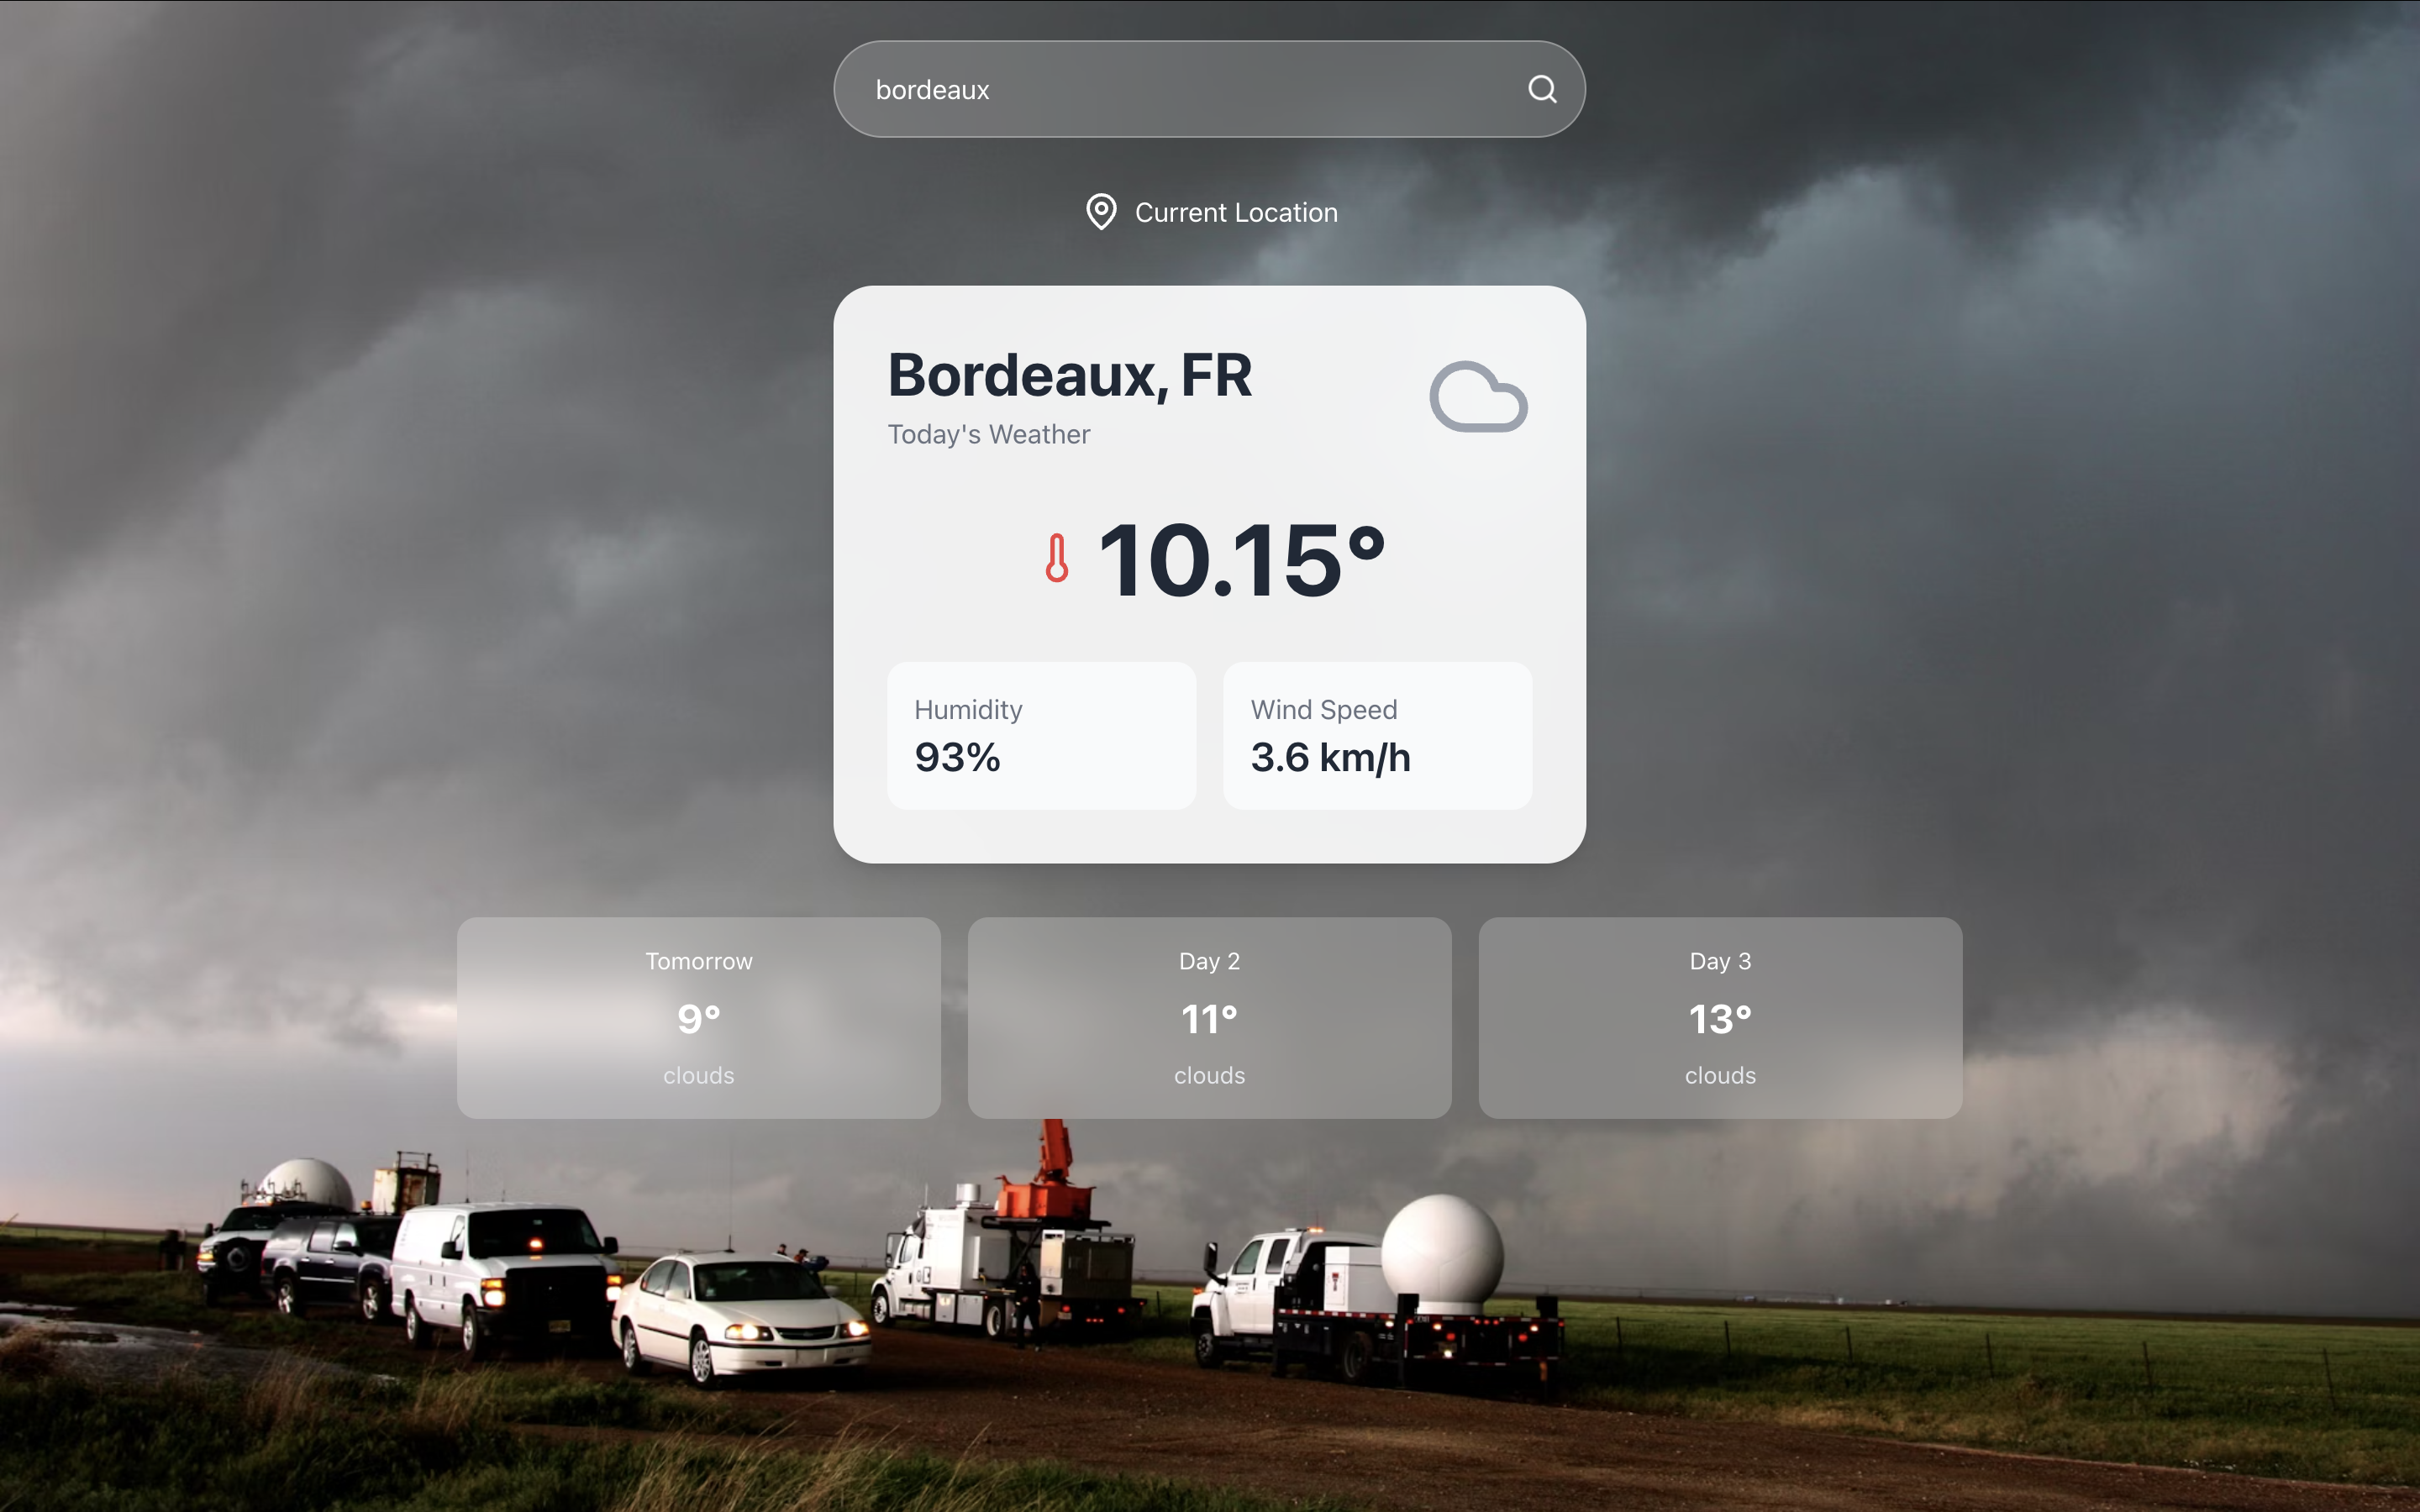 bordeaux
Current Location
Bordeaux, FR
Today's Weather
10.15°
Humidity
93%
Wind Speed
3.6 km/h
Tomorrow
9°
clouds
Day 2
11°
clouds
Day 3
13°
clouds